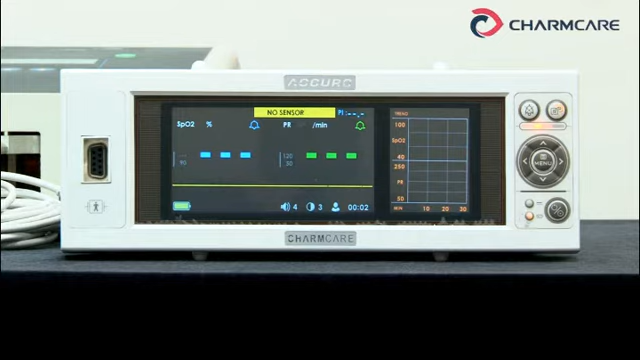 CHARMCARE
ACCURO
NO SENSOR
PI:--.-
SpO2 %
PR /min
90
120
30
4
3
00:02
TREND
100
SpO2
40
250
PR
50
MIN 10 20 30
MENU
CHARMCARE